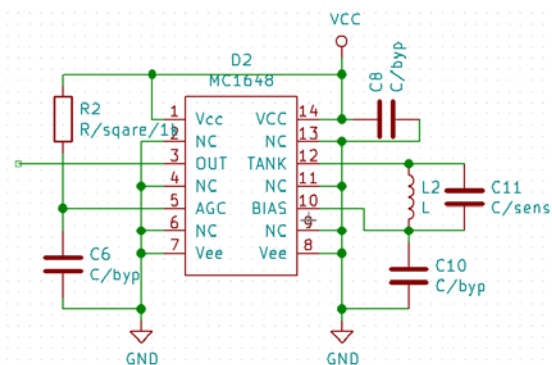 VCC
D2
MC1648
C8
C/byp
R2
R/sqare/1k
1 Vcc VCC 14
2 NC NC 13
3 OUT TANK 12
4 NC NC 11
5 AGC BIAS 10
6 NC NC 9
7 Vee Vee 8
L2
L
C11
C/sens
C6
C/byp
C10
C/byp
GND
GND